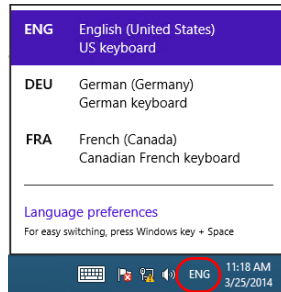 ENG English (United States)
US keyboard
DEU German (Germany)
German keyboard
FRA French (Canada)
Canadian French keyboard
Language preferences
For easy switching, press Windows key + Space
ENG 11:18 AM
3/25/2014